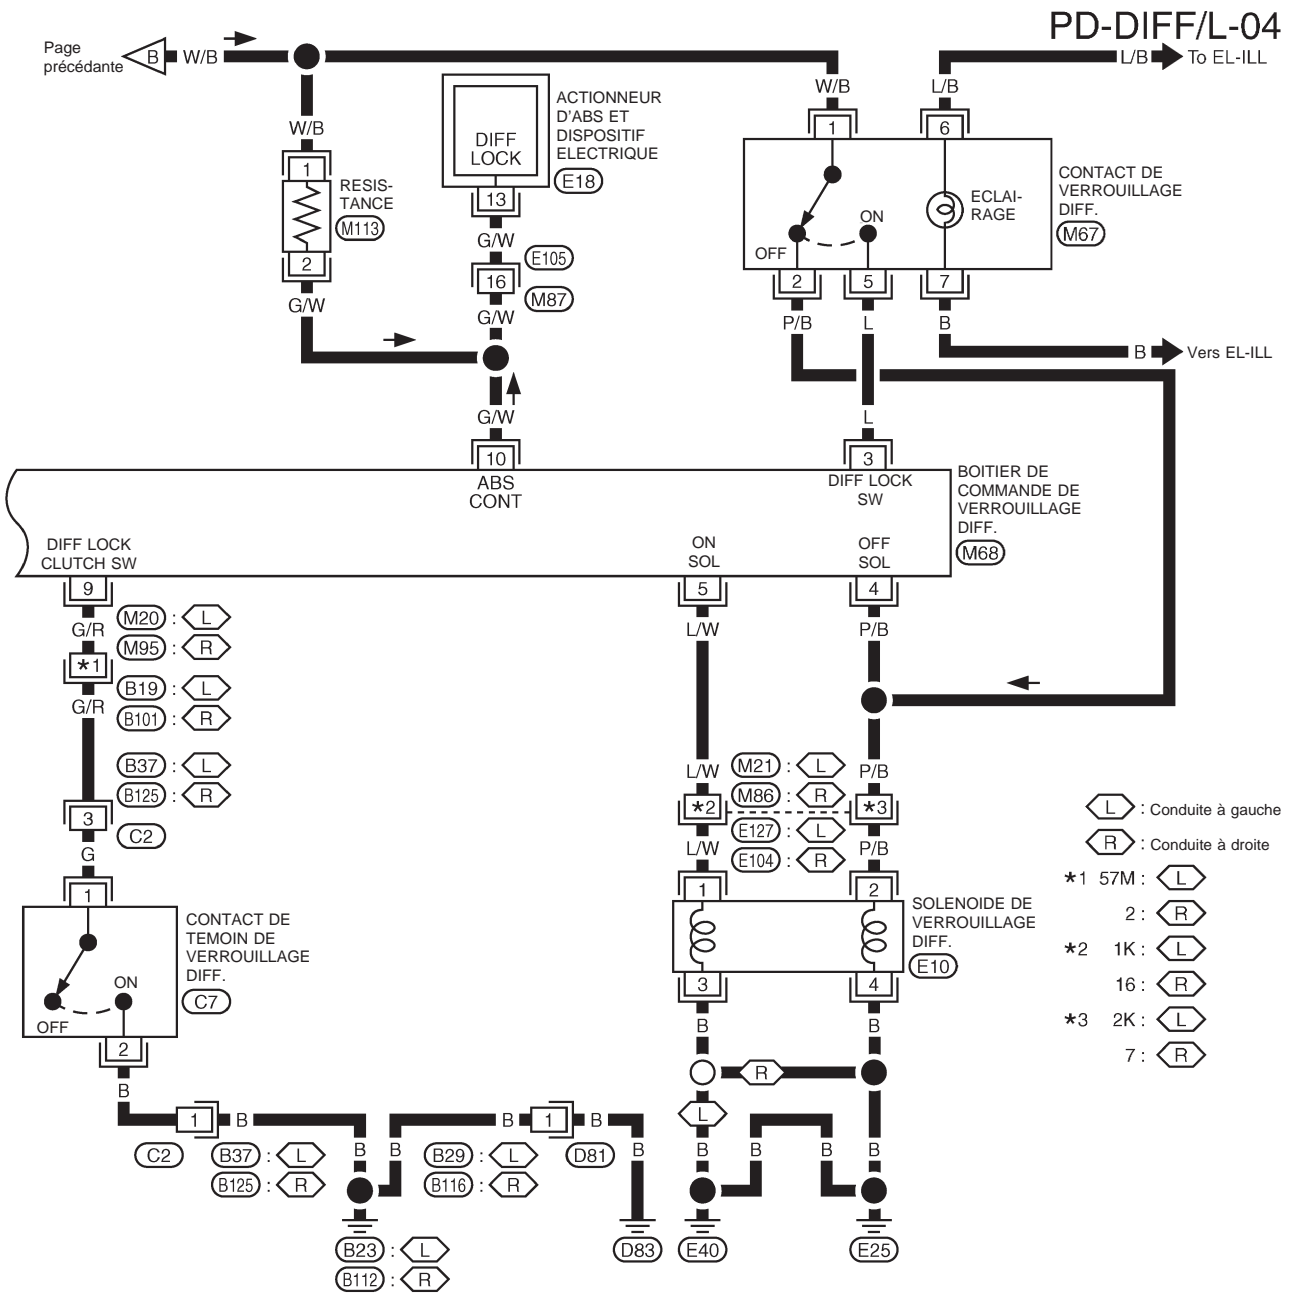 PD-DIFF/L-04
Page
précédante
B
W/B
L/B
To EL-ILL
W/B
1
RESIS-
TANCE
M113
2
G/W
DIFF
LOCK
ACTIONNEUR
D'ABS ET
DISPOSITIF
ELECTRIQUE
E18
13
G/W
E105
16
M87
G/W
G/W
10
W/B
L/B
1
6
ECLAI-
RAGE
ON
OFF
CONTACT DE
VERROUILLAGE
DIFF.
M67
2
5
7
P/B
L
B
B
Vers EL-ILL
L
3
ABS
CONT
DIFF LOCK
SW
BOITIER DE
COMMANDE DE
VERROUILLAGE
DIFF.
M68
DIFF LOCK
CLUTCH SW
ON
SOL
OFF
SOL
9
5
4
G/R
M20 : L
M95 : R
*1
B19 : L
B101 : R
G/R
B37 : L
B125 : R
3
C2
G
1
CONTACT DE
TEMOIN DE
VERROUILLAGE
DIFF.
C7
ON
OFF
2
B
L/W
P/B
L/W
M21 : L
P/B
M86 : R
*2
*3
E127 : L
L/W
P/B
E104 : R
1
2
SOLENOIDE DE
VERROUILLAGE
DIFF.
E10
3
4
B
B
R
L
L : Conduite à gauche
R : Conduite à droite
*1 57M : L
2 : R
*2 1K : L
16 : R
*3 2K : L
7 : R
1
B
C2
B37 : L
B125 : R
B
B
B
1
B
B29 : L
B116 : R
D81
B
B
B
B
B
B23 : L
B112 : R
D83
E40
E25